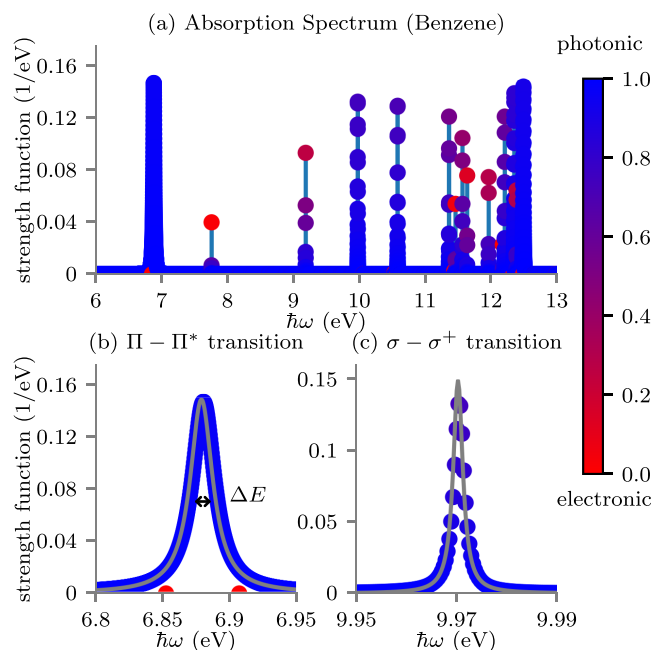 (a) Absorption Spectrum (Benzene)
photonic
strength function (1/eV)
0.16
0.12
0.08
0.04
0
6 7 8 9 10 11 12 13
ħω (eV)
1.0
0.8
0.6
0.4
0.2
0.0
electronic
(b) Π − Π* transition
strength function (1/eV)
0.16
0.12
0.08
0.04
0
ΔE
6.8 6.85 6.9 6.95
ħω (eV)
(c) σ − σ⁺ transition
0.15
0.1
0.05
0
9.95 9.97 9.99
ħω (eV)